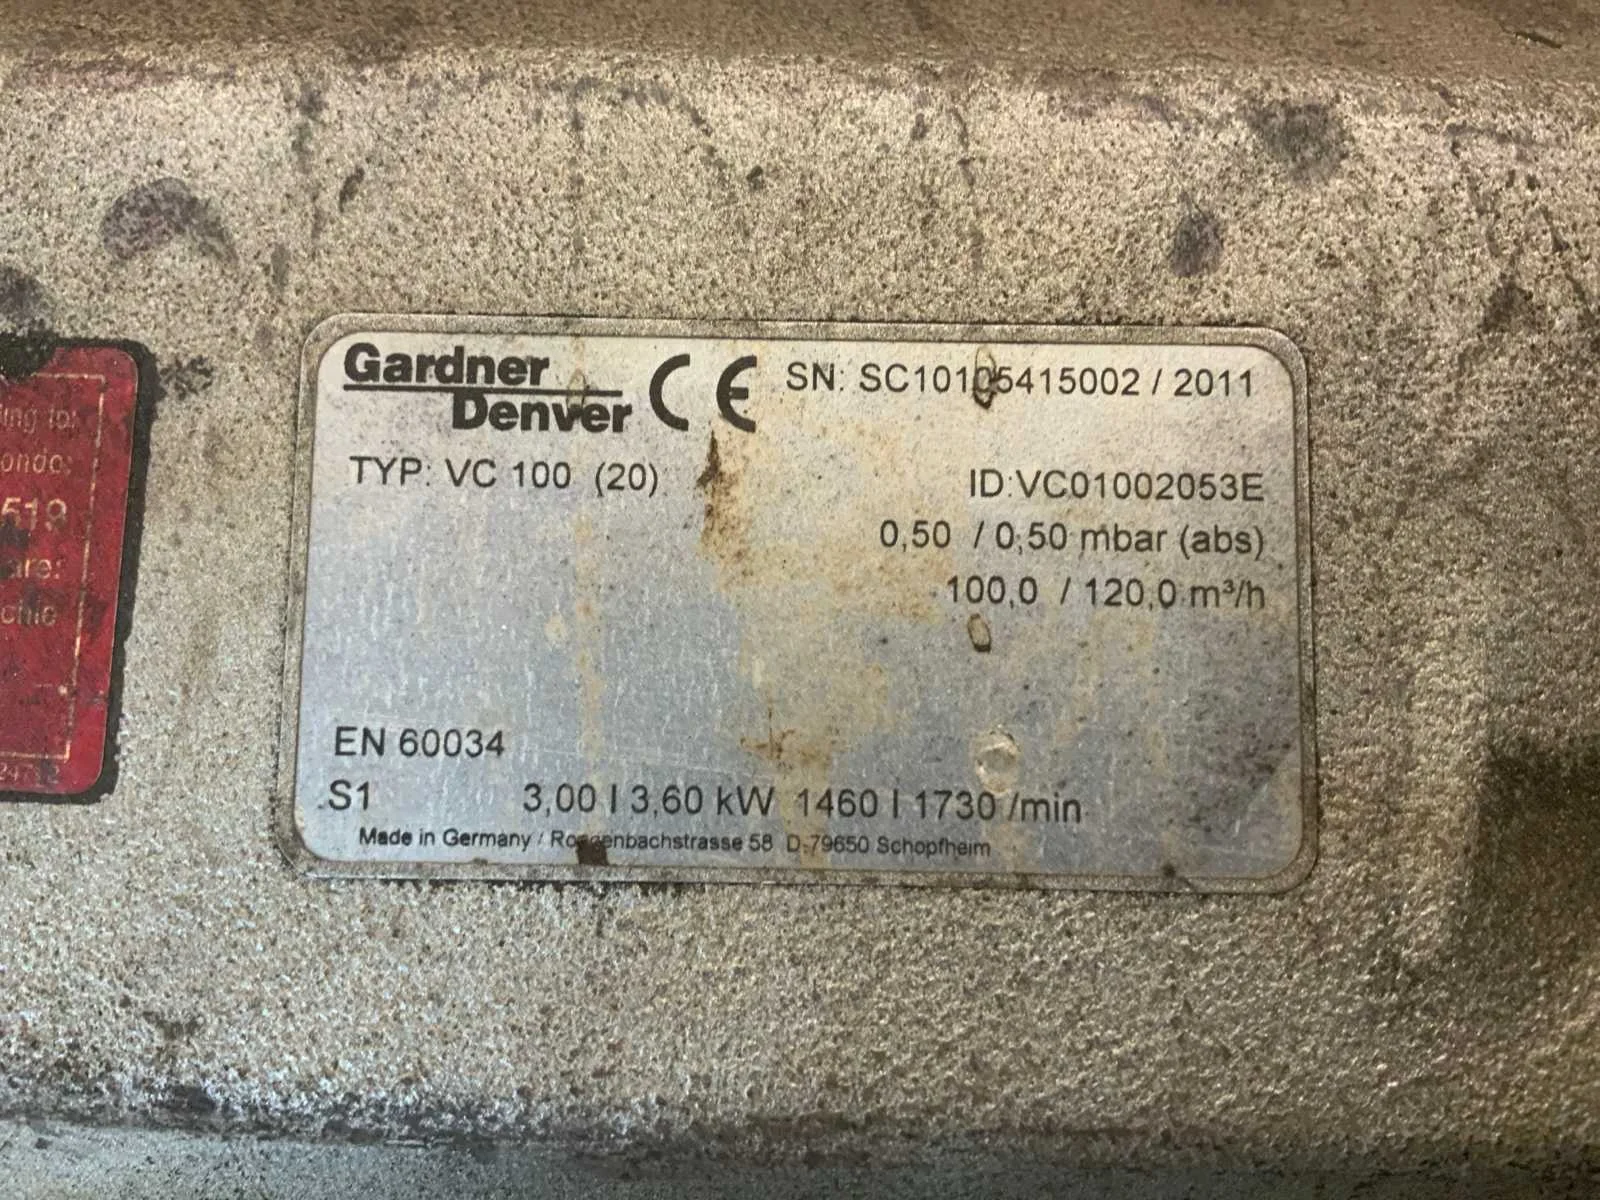 Gardner
Denver
CE
SN: SC10105415002 / 2011
TYP: VC 100 (20)
ID:VC01002053E
0,50 / 0,50 mbar (abs)
100,0 / 120,0 m³/h
EN 60034
S1 3,00 | 3,60 kW 1460 | 1730 /min
Made in Germany / Roggenbachstrasse 58 D-79650 Schopfheim
519